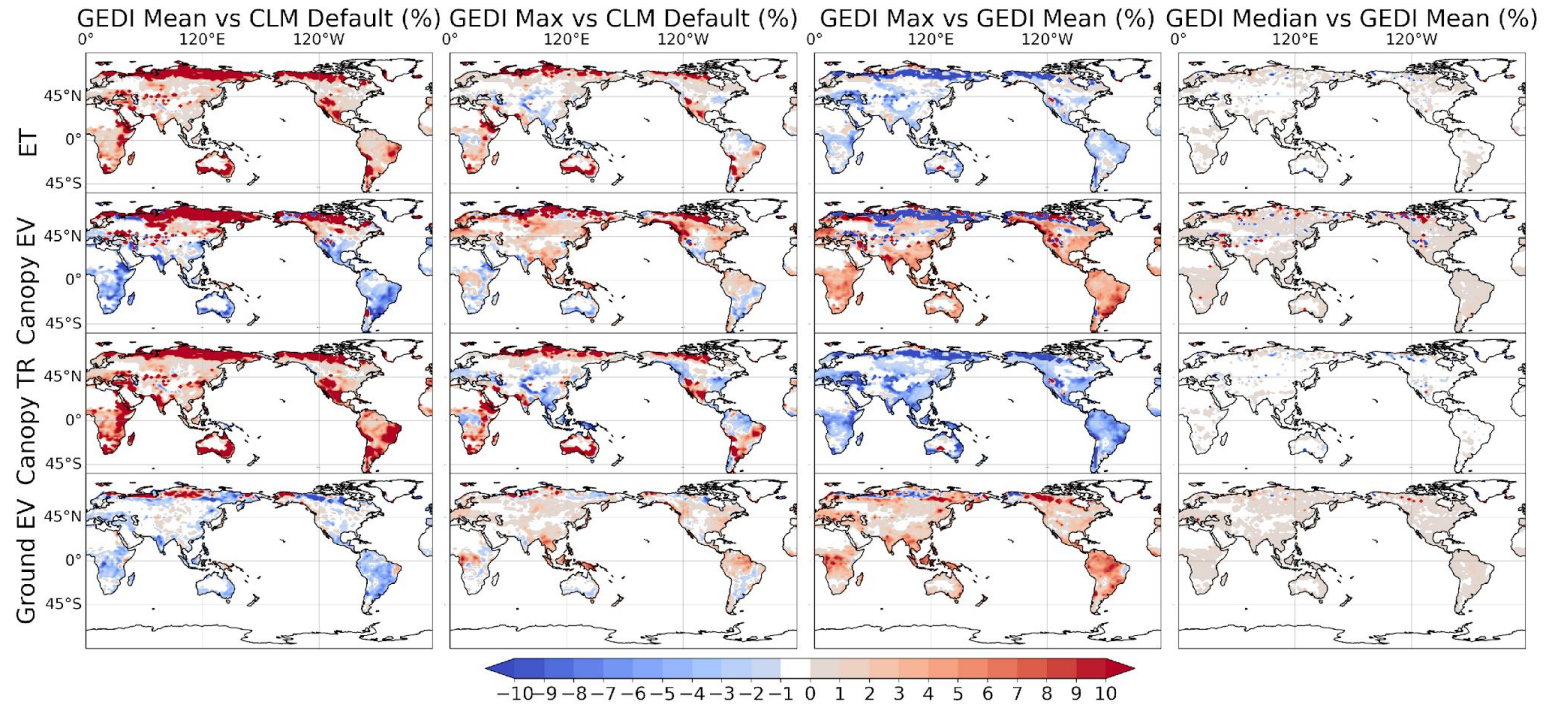 GEDI Mean vs CLM Default (%) GEDI Max vs CLM Default (%) GEDI Max vs GEDI Mean (%) GEDI Median vs GEDI Mean (%)
0° 120°E 120°W 0° 120°E 120°W 0° 120°E 120°W 0° 120°E 120°W
ET
45°N
0°
45°S
Canopy EV
45°N
0°
45°S
Canopy TR
45°N
0°
45°S
Ground EV
45°N
0°
45°S
−10 −9 −8 −7 −6 −5 −4 −3 −2 −1 0 1 2 3 4 5 6 7 8 9 10